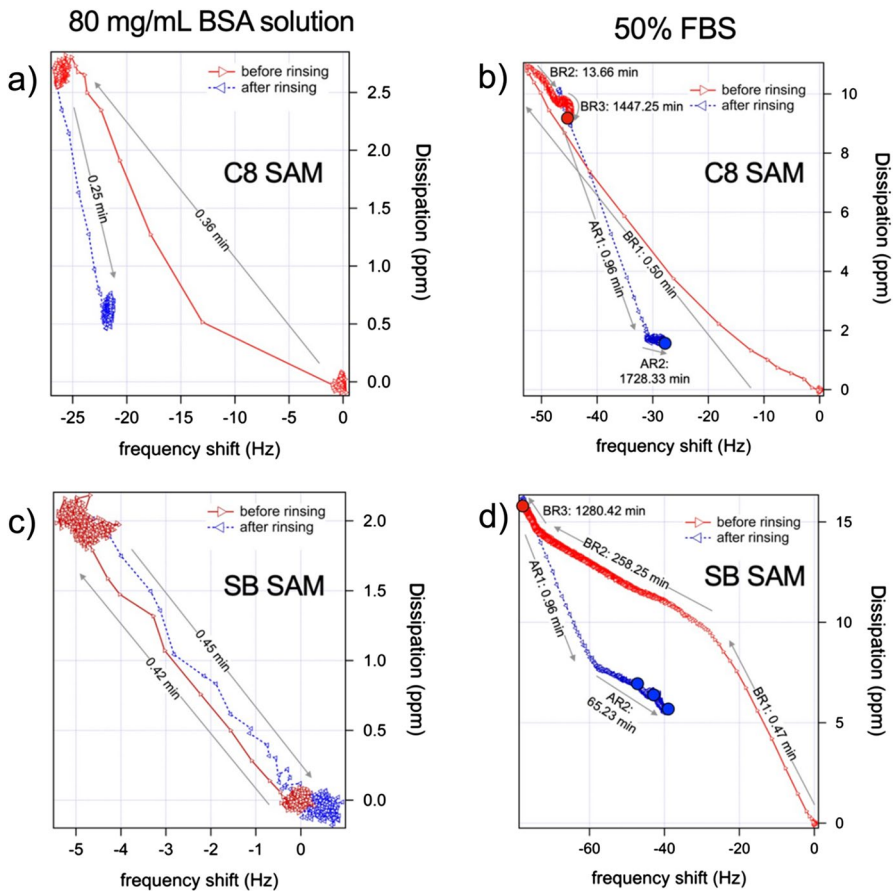 80 mg/mL BSA solution
50% FBS
a)
before rinsing
after rinsing
C8 SAM
0.25 min
0.36 min
2.5
2.0
1.5
1.0
0.5
0.0
Dissipation (ppm)
-25
-20
-15
-10
-5
0
frequency shift (Hz)
b)
BR2: 13.66 min
before rinsing
after rinsing
BR3: 1447.25 min
C8 SAM
AR1: 0.96 min
BR1: 0.50 min
AR2:
1728.33 min
10
8
6
4
2
0
Dissipation (ppm)
-50
-40
-30
-20
-10
0
frequency shift (Hz)
c)
before rinsing
after rinsing
SB SAM
0.45 min
0.42 min
2.0
1.5
1.0
0.5
0.0
Dissipation (ppm)
-5
-4
-3
-2
-1
0
frequency shift (Hz)
d)
BR3: 1280.42 min
before rinsing
after rinsing
BR2: 258.25 min
SB SAM
AR1: 0.96 min
AR2:
65.23 min
BR1: 0.47 min
15
10
5
0
Dissipation (ppm)
-60
-40
-20
0
frequency shift (Hz)